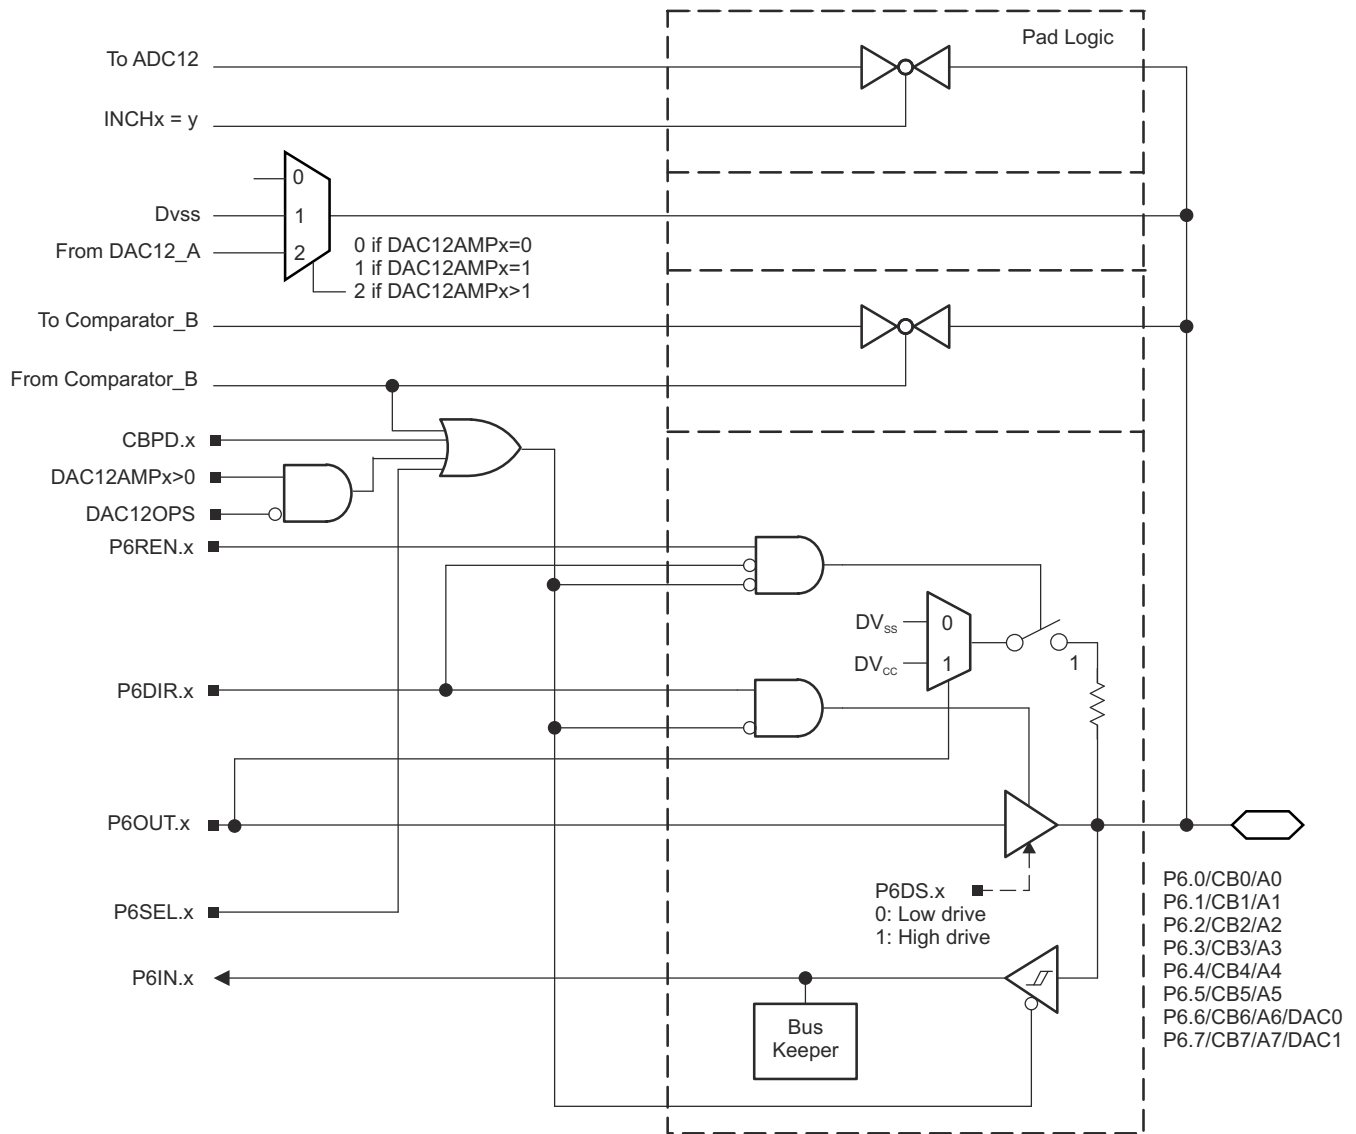 Pad Logic
To ADC12
INCHx = y
0
Dvss
1
From DAC12_A
2
0 if DAC12AMPx=0
1 if DAC12AMPx=1
2 if DAC12AMPx>1
To Comparator_B
From Comparator_B
CBPD.x
DAC12AMPx>0
DAC12OPS
P6REN.x
DVSS
0
DVCC
1
1
P6DIR.x
P6OUT.x
P6DS.x
0: Low drive
1: High drive
P6SEL.x
P6IN.x
Bus
Keeper
P6.0/CB0/A0
P6.1/CB1/A1
P6.2/CB2/A2
P6.3/CB3/A3
P6.4/CB4/A4
P6.5/CB5/A5
P6.6/CB6/A6/DAC0
P6.7/CB7/A7/DAC1